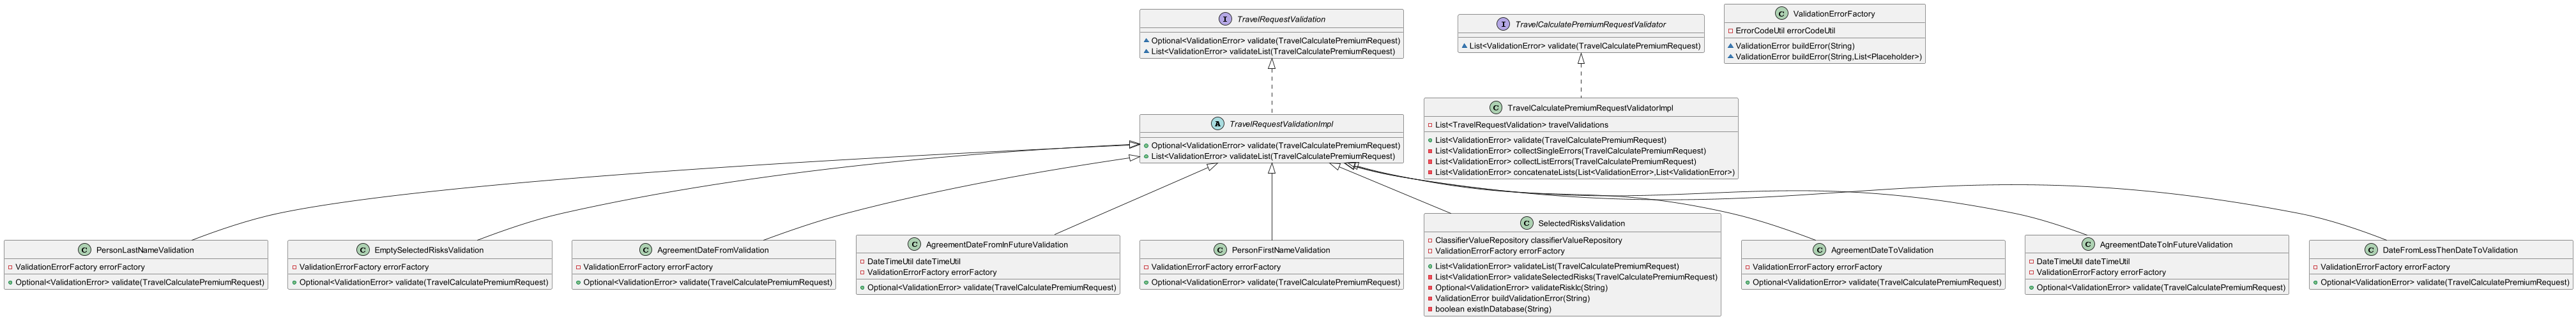 I TravelRequestValidation
Optional<ValidationError> validate(TravelCalculatePremiumRequest)
List<ValidationError> validateList(TravelCalculatePremiumRequest)
I TravelCalculatePremiumRequestValidator
List<ValidationError> validate(TravelCalculatePremiumRequest)
C ValidationErrorFactory
ErrorCodeUtil errorCodeUtil
ValidationError buildError(String)
ValidationError buildError(String,List<Placeholder>)
A TravelRequestValidationImpl
Optional<ValidationError> validate(TravelCalculatePremiumRequest)
List<ValidationError> validateList(TravelCalculatePremiumRequest)
C TravelCalculatePremiumRequestValidatorImpl
List<TravelRequestValidation> travelValidations
List<ValidationError> validate(TravelCalculatePremiumRequest)
List<ValidationError> collectSingleErrors(TravelCalculatePremiumRequest)
List<ValidationError> collectListErrors(TravelCalculatePremiumRequest)
List<ValidationError> concatenateLists(List<ValidationError>,List<ValidationError>)
C PersonLastNameValidation
ValidationErrorFactory errorFactory
Optional<ValidationError> validate(TravelCalculatePremiumRequest)
C EmptySelectedRisksValidation
ValidationErrorFactory errorFactory
Optional<ValidationError> validate(TravelCalculatePremiumRequest)
C AgreementDateFromValidation
ValidationErrorFactory errorFactory
Optional<ValidationError> validate(TravelCalculatePremiumRequest)
C AgreementDateFromInFutureValidation
DateTimeUtil dateTimeUtil
ValidationErrorFactory errorFactory
Optional<ValidationError> validate(TravelCalculatePremiumRequest)
C PersonFirstNameValidation
ValidationErrorFactory errorFactory
Optional<ValidationError> validate(TravelCalculatePremiumRequest)
C SelectedRisksValidation
ClassifierValueRepository classifierValueRepository
ValidationErrorFactory errorFactory
List<ValidationError> validateList(TravelCalculatePremiumRequest)
List<ValidationError> validateSelectedRisks(TravelCalculatePremiumRequest)
Optional<ValidationError> validateRiskIc(String)
ValidationError buildValidationError(String)
boolean existInDatabase(String)
C AgreementDateToValidation
ValidationErrorFactory errorFactory
Optional<ValidationError> validate(TravelCalculatePremiumRequest)
C AgreementDateToInFutureValidation
DateTimeUtil dateTimeUtil
ValidationErrorFactory errorFactory
Optional<ValidationError> validate(TravelCalculatePremiumRequest)
C DateFromLessThenDateToValidation
ValidationErrorFactory errorFactory
Optional<ValidationError> validate(TravelCalculatePremiumRequest)